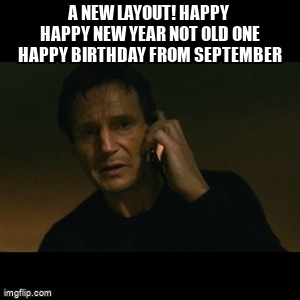 A NEW LAYOUT! HAPPY
HAPPY NEW YEAR NOT OLD ONE
HAPPY BIRTHDAY FROM SEPTEMBER
imgflip.com